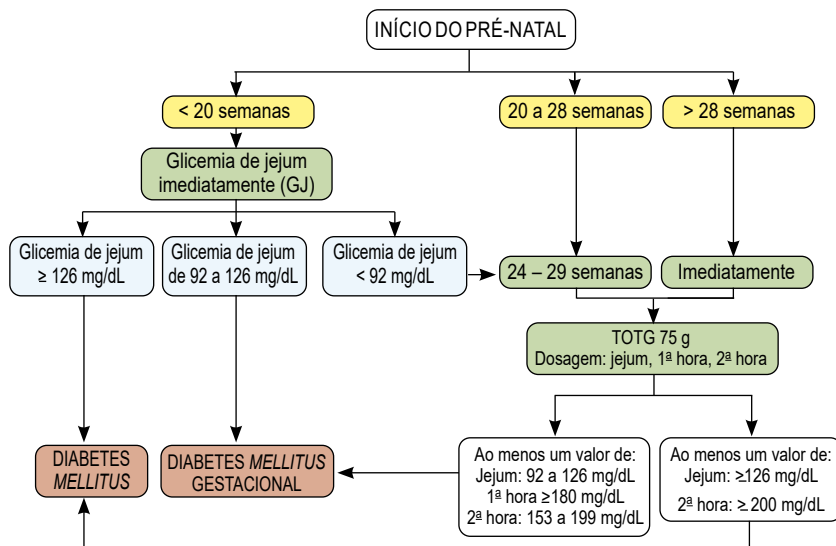 INÍCIO DO PRÉ-NATAL
< 20 semanas
20 a 28 semanas
> 28 semanas
Glicemia de jejum
imediatamente (GJ)
Glicemia de jejum
≥ 126 mg/dL
Glicemia de jejum
de 92 a 126 mg/dL
Glicemia de jejum
< 92 mg/dL
24 – 29 semanas
Imediatamente
TOTG 75 g
Dosagem: jejum, 1ª hora, 2ª hora
DIABETES
MELLITUS
DIABETES MELLITUS
GESTACIONAL
Ao menos um valor de:
Jejum: 92 a 126 mg/dL
1ª hora ≥180 mg/dL
2ª hora: 153 a 199 mg/dL
Ao menos um valor de:
Jejum: ≥126 mg/dL
2ª hora: ≥ 200 mg/dL